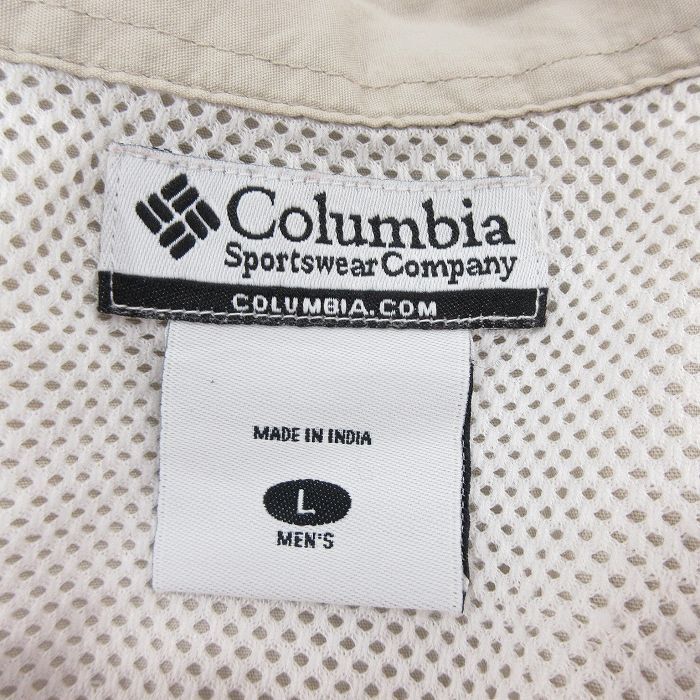 Columbia
Sportswear Company
COLUMBIA.COM
MADE IN INDIA
L
MEN'S